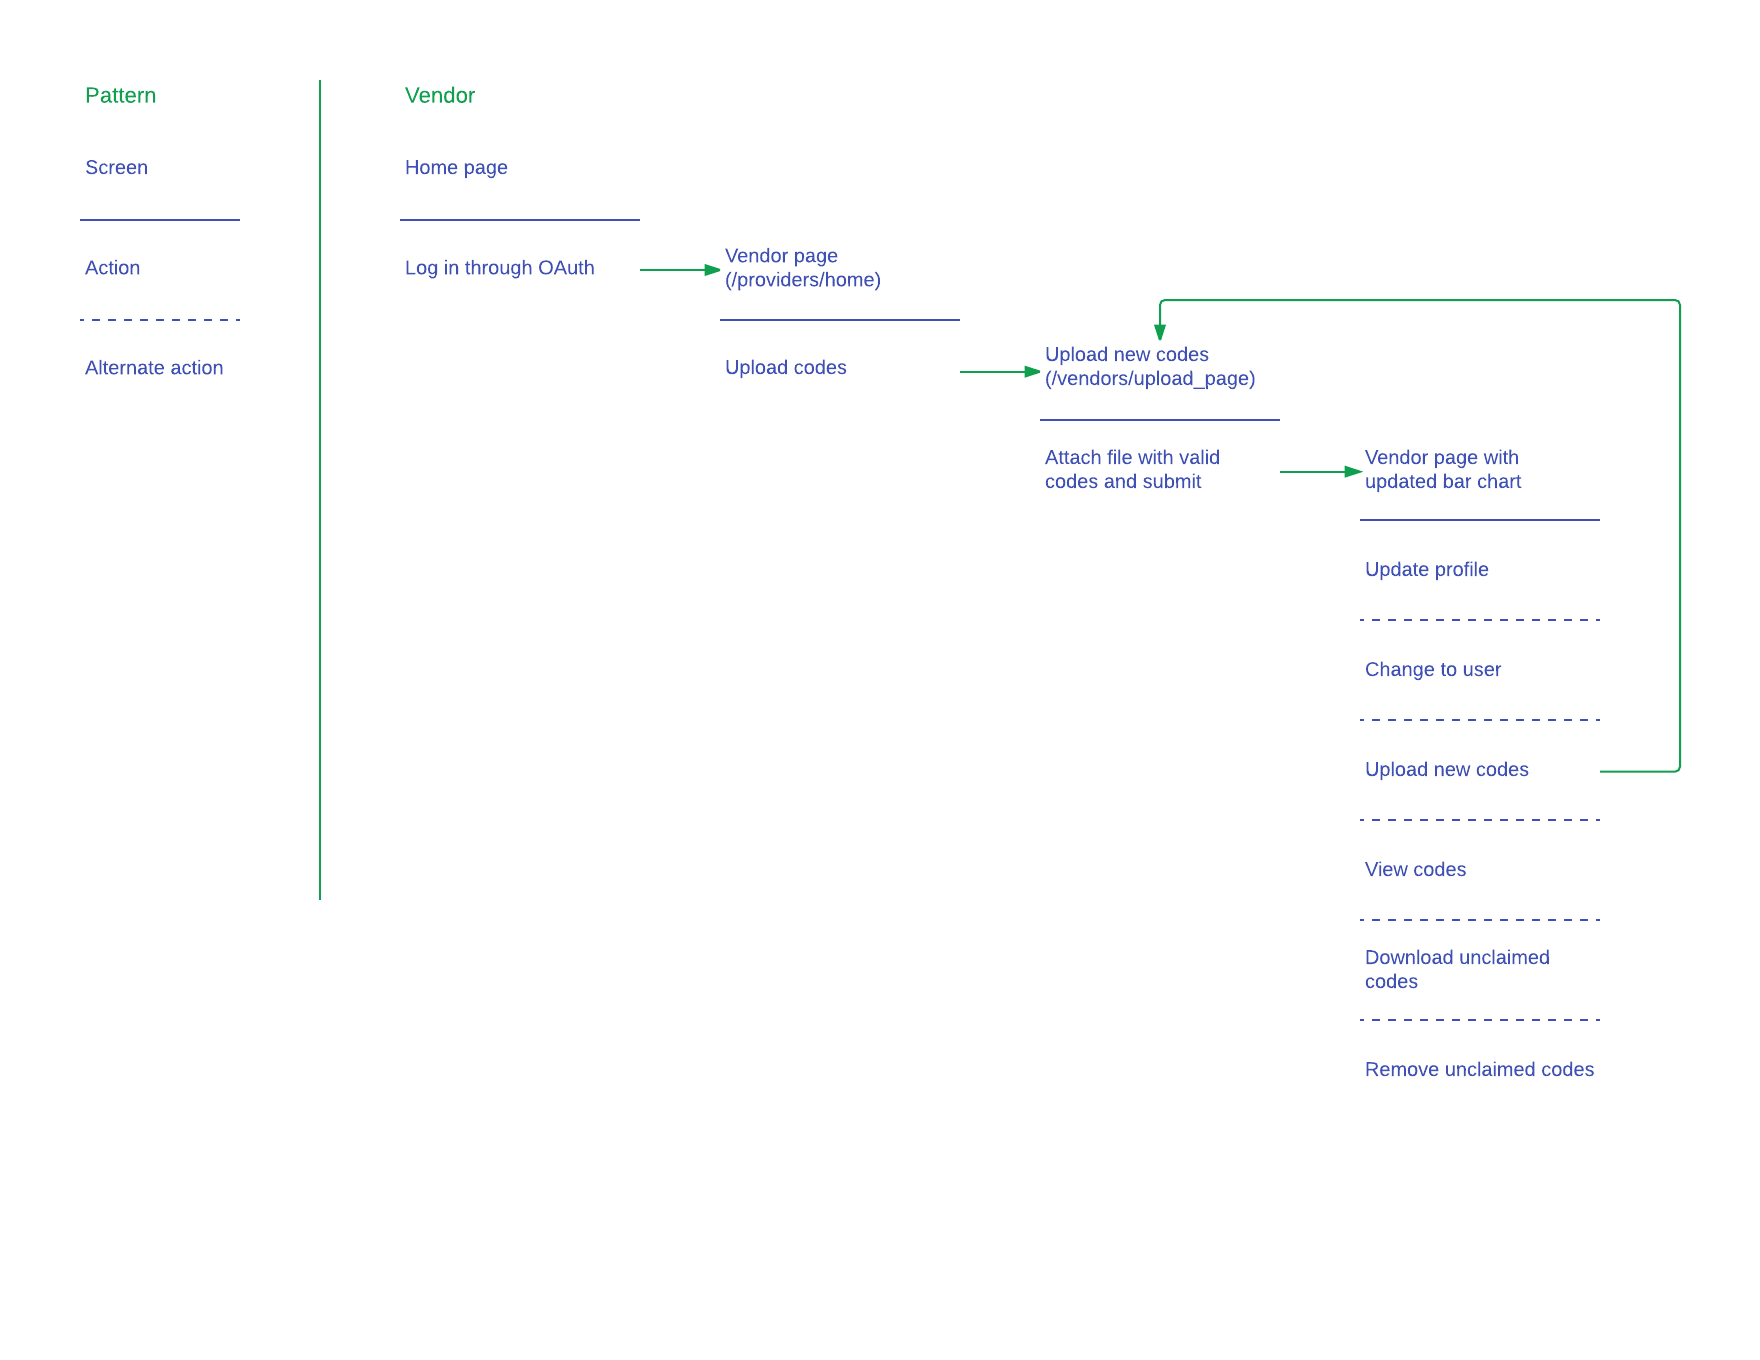 Pattern
Screen
Action
Alternate action
Vendor
Home page
Log in through OAuth
Vendor page
(/providers/home)
Upload codes
Upload new codes
(/vendors/upload_page)
Attach file with valid
codes and submit
Vendor page with
updated bar chart
Update profile
Change to user
Upload new codes
View codes
Download unclaimed
codes
Remove unclaimed codes